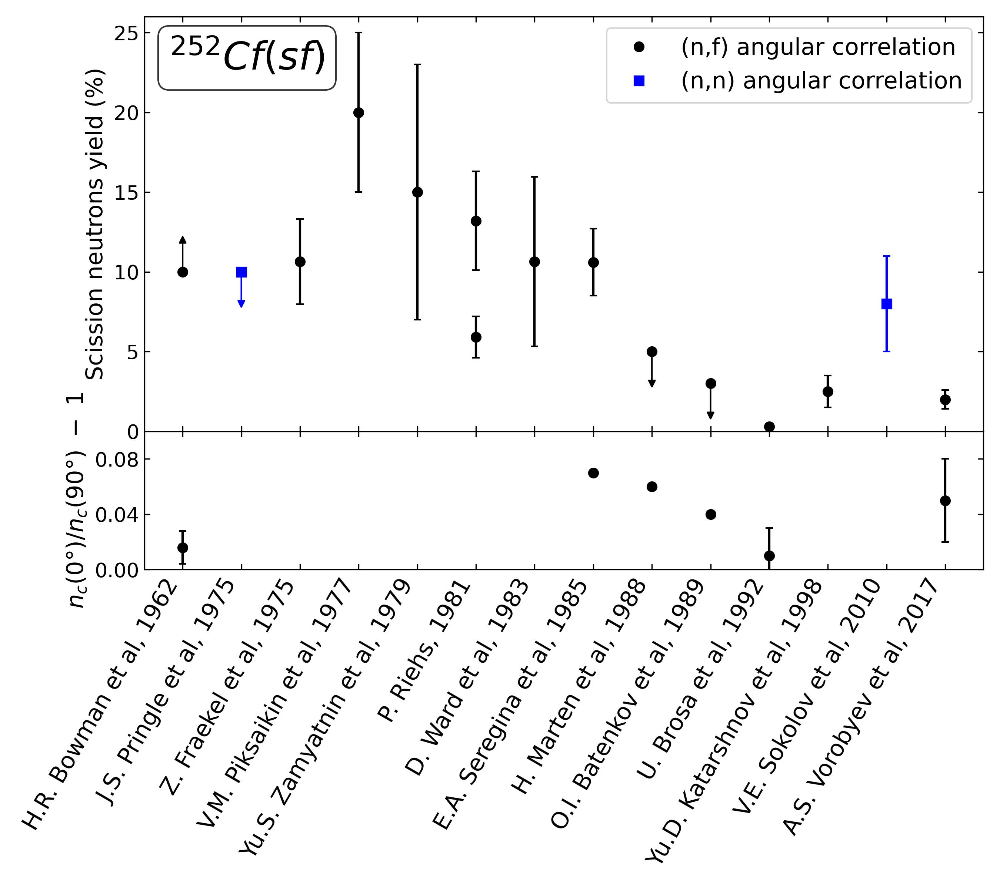 ²⁵²Cf(sf)
(n,f) angular correlation
(n,n) angular correlation
Scission neutrons yield (%)
25
20
15
10
5
0
n_c(0°)/n_c(90°) − 1
0.08
0.04
0.00
H.R. Bowman et al, 1962
J.S. Pringle et al, 1975
Z. Fraekel et al, 1975
V.M. Piksaikin et al, 1977
Yu.S. Zamyatnin et al, 1979
P. Riehs, 1981
D. Ward et al, 1983
E.A. Seregina et al, 1985
H. Marten et al, 1988
O.I. Batenkov et al, 1989
U. Brosa et al, 1992
Yu.D. Katarshnov et al, 1998
V.E. Sokolov et al, 2010
A.S. Vorobyev et al, 2017